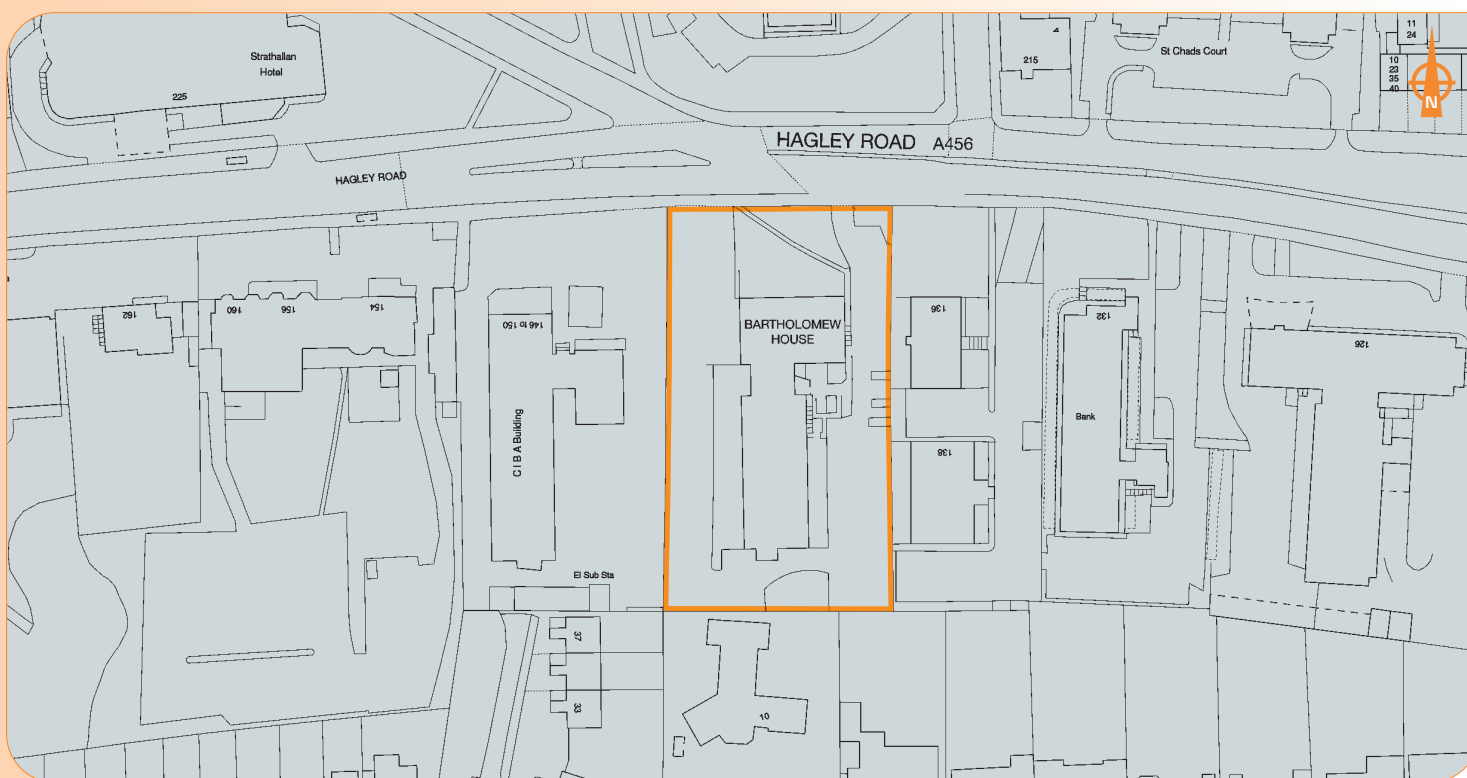 Strathallan
Hotel
225
215
St Chads Court
11
24
10
23
35
40
N
HAGLEY ROAD A456
HAGLEY ROAD
162
160
156
154
146 to 150
C I B A Building
BARTHOLOMEW
HOUSE
136
138
132
Bank
126
El Sub Sta
37
33
10